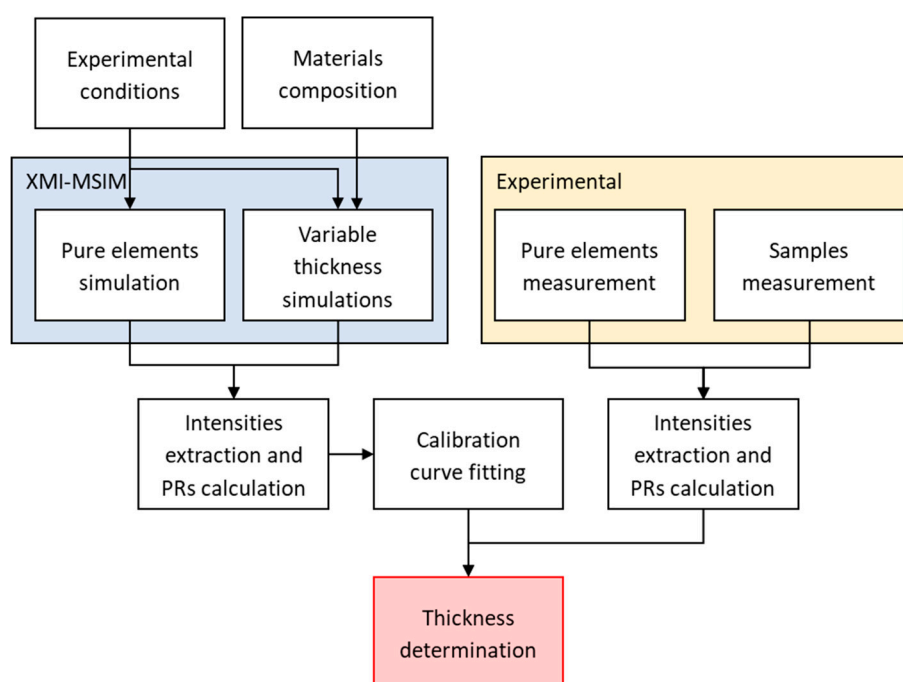 Experimental
conditions
Materials
composition
XMI-MSIM
Pure elements
simulation
Variable
thickness
simulations
Experimental
Pure elements
measurement
Samples
measurement
Intensities
extraction and
PRs calculation
Calibration
curve fitting
Intensities
extraction and
PRs calculation
Thickness
determination